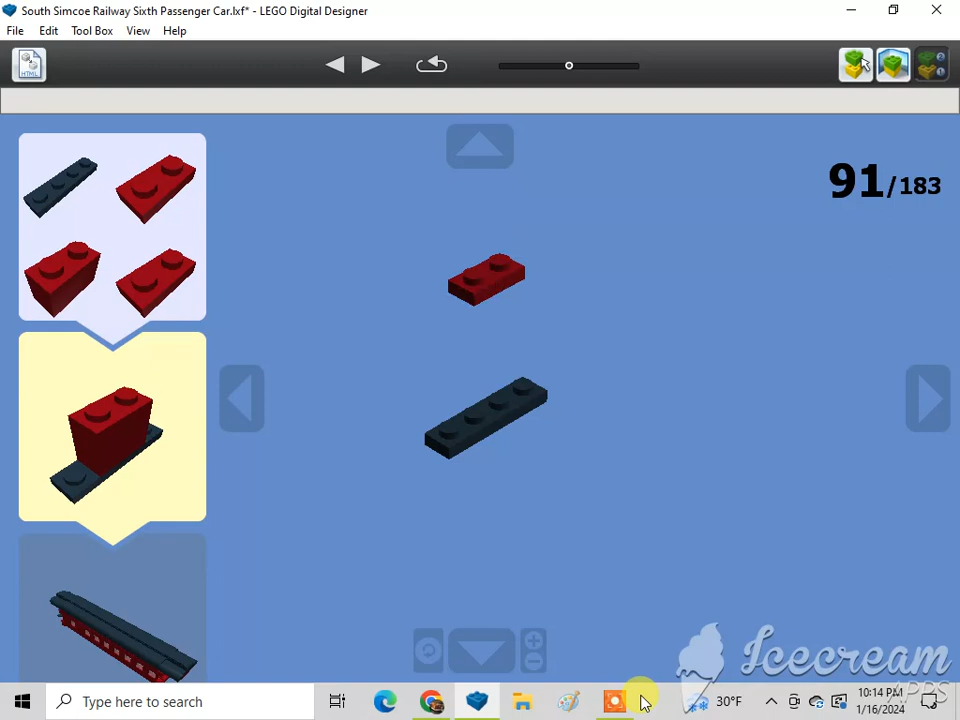 South Simcoe Railway Sixth Passenger Car.lxf* - LEGO Digital Designer
File Edit Tool Box View Help
HTML
91/183
Icecream
APPS
Type here to search
30°F
10:14 PM
1/16/2024